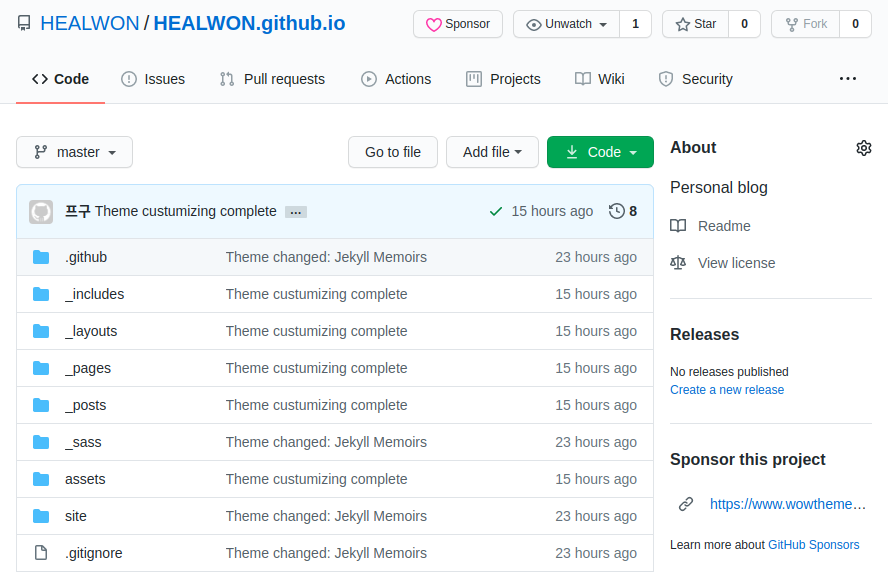 HEALWON / HEALWON.github.io
Sponsor
Unwatch 1
Star 0
Fork 0
Code Issues Pull requests Actions Projects Wiki Security
master
Go to file
Add file
Code
프구 Theme custumizing complete ... 15 hours ago 8
.github Theme changed: Jekyll Memoirs 23 hours ago
_includes Theme custumizing complete 15 hours ago
_layouts Theme custumizing complete 15 hours ago
_pages Theme custumizing complete 15 hours ago
_posts Theme custumizing complete 15 hours ago
_sass Theme changed: Jekyll Memoirs 23 hours ago
assets Theme custumizing complete 15 hours ago
site Theme changed: Jekyll Memoirs 23 hours ago
.gitignore Theme changed: Jekyll Memoirs 23 hours ago
About
Personal blog
Readme
View license
Releases
No releases published
Create a new release
Sponsor this project
https://www.wowtheme…
Learn more about GitHub Sponsors